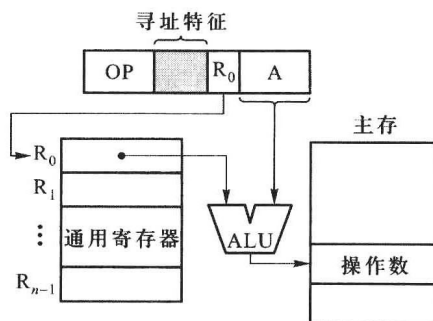 寻址特征
OP R₀ A
主存
R₀
R₁
⋮ 通用寄存器
ALU
操作数
Rₙ₋₁